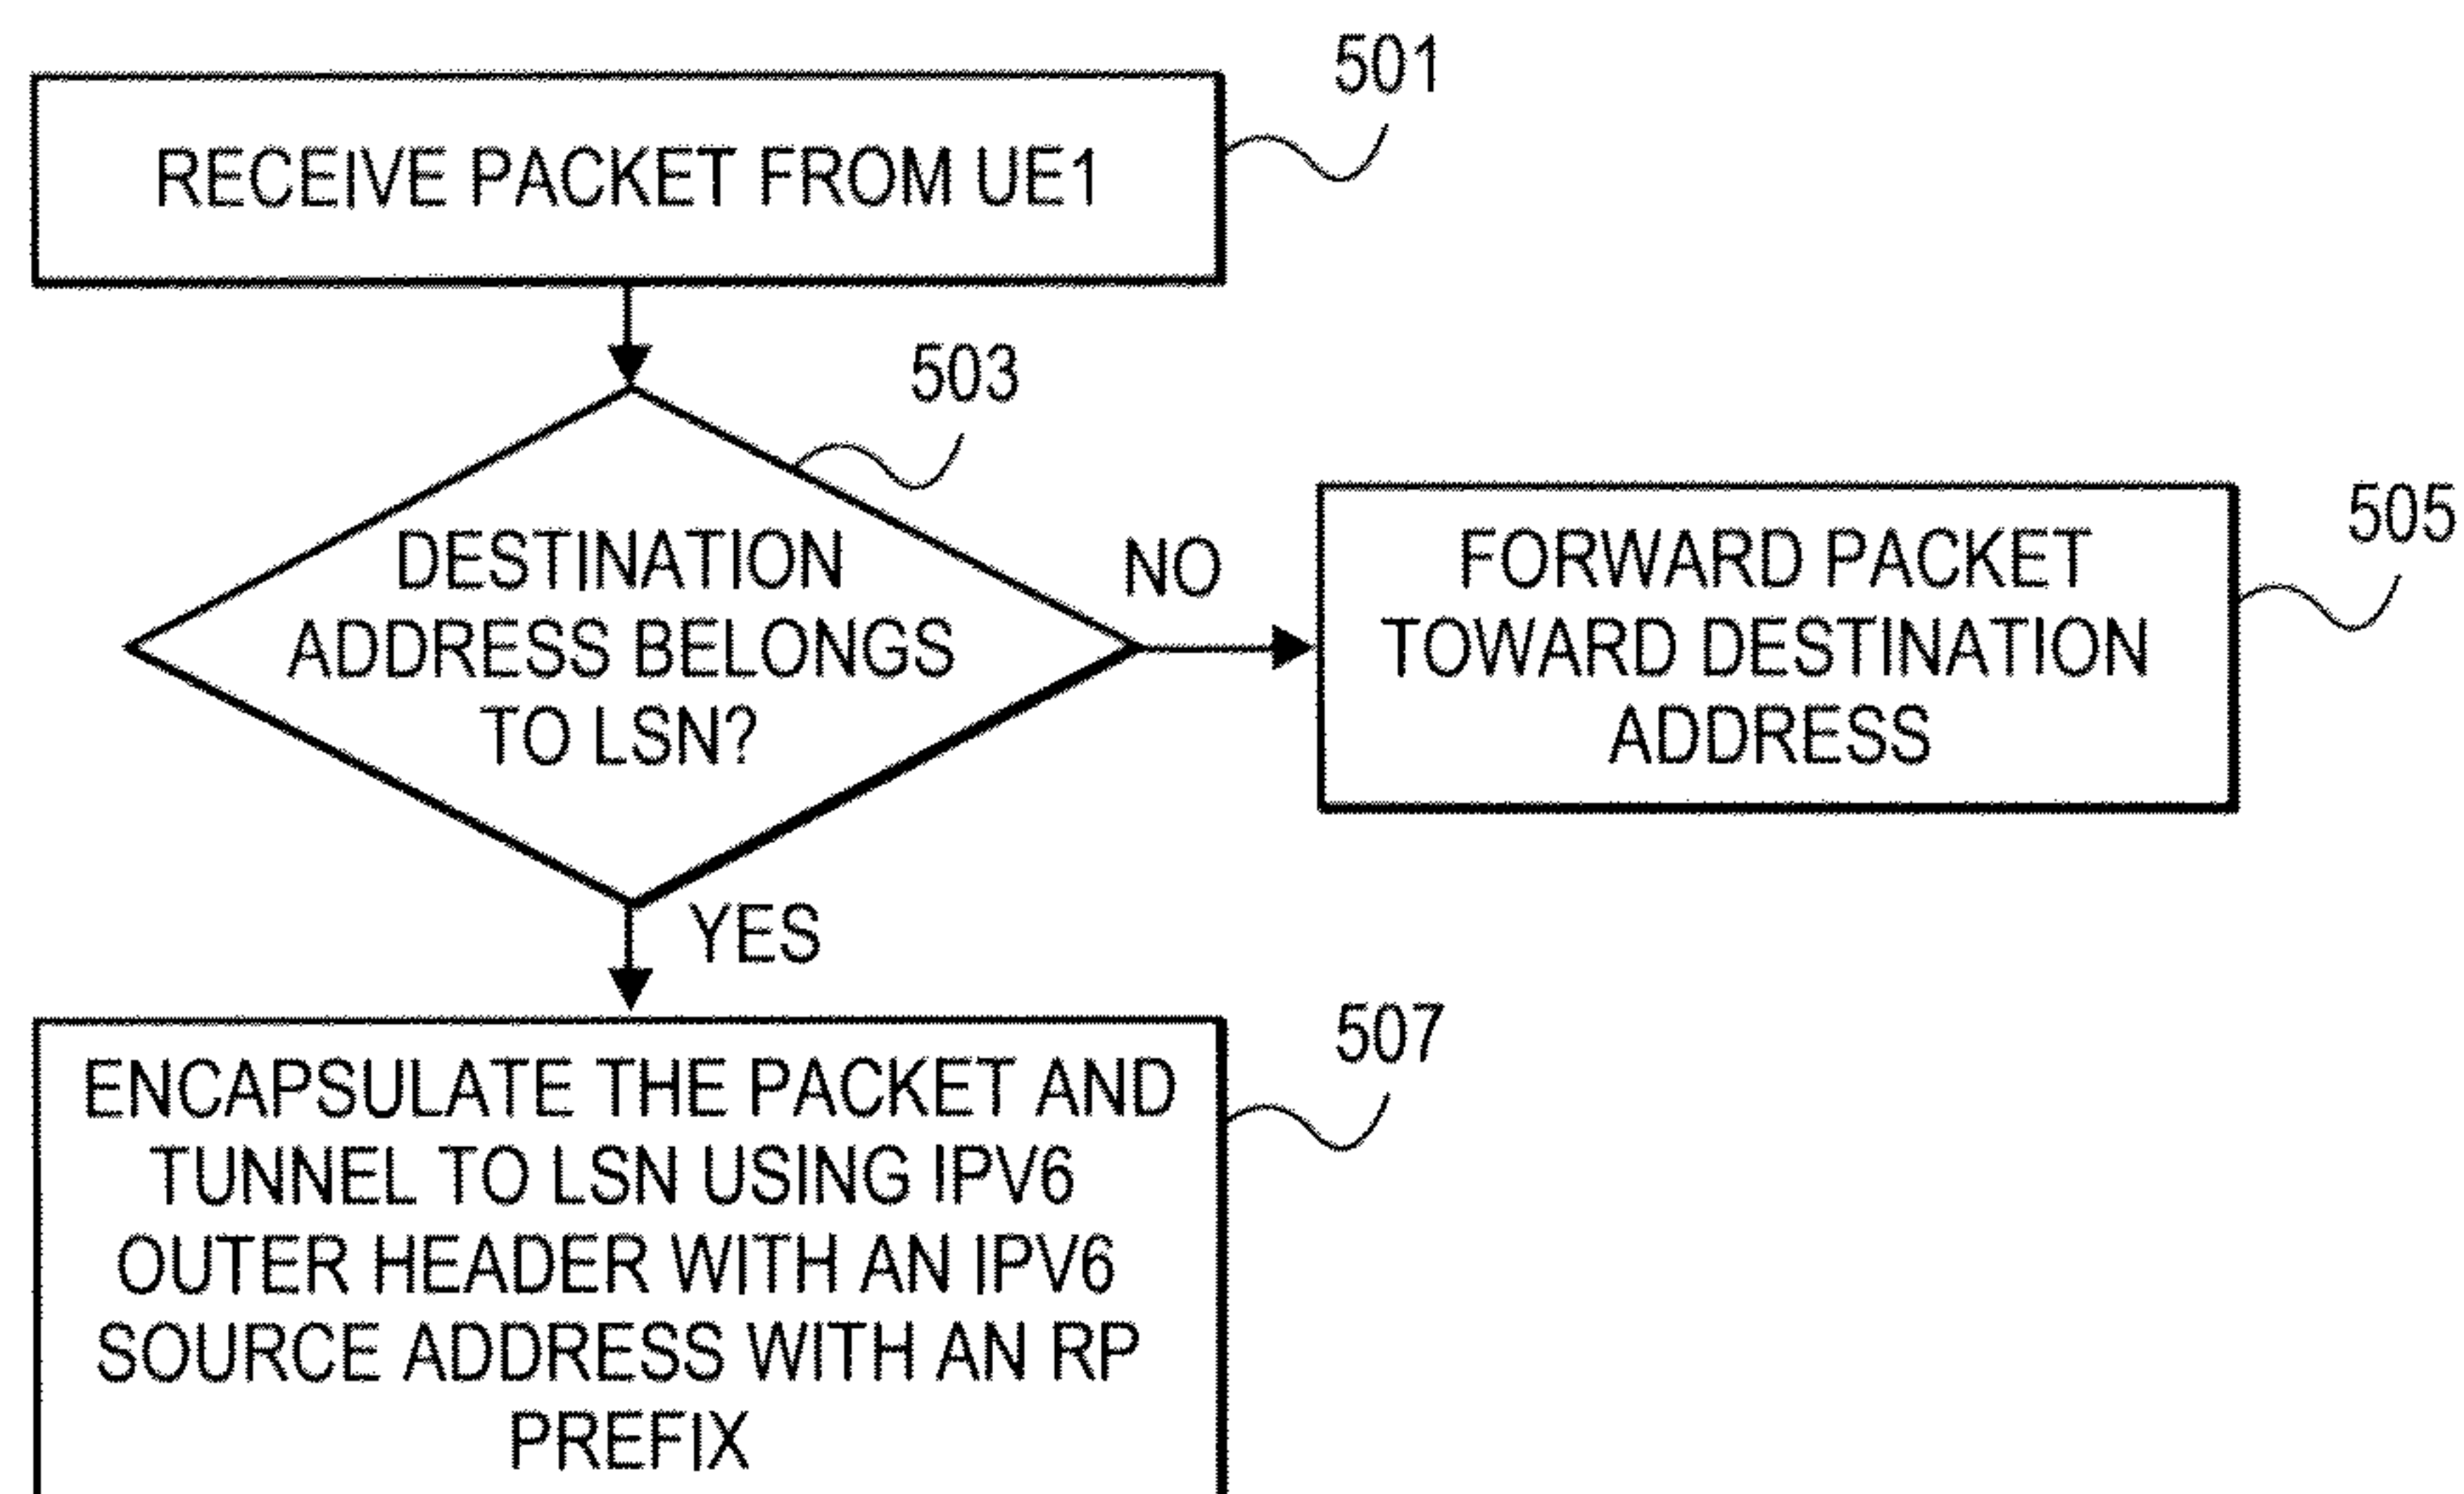 501
RECEIVE PACKET FROM UE1
503
DESTINATION
ADDRESS BELONGS
TO LSN?
NO
505
FORWARD PACKET
TOWARD DESTINATION
ADDRESS
YES
507
ENCAPSULATE THE PACKET AND
TUNNEL TO LSN USING IPV6
OUTER HEADER WITH AN IPV6
SOURCE ADDRESS WITH AN RP
PREFIX